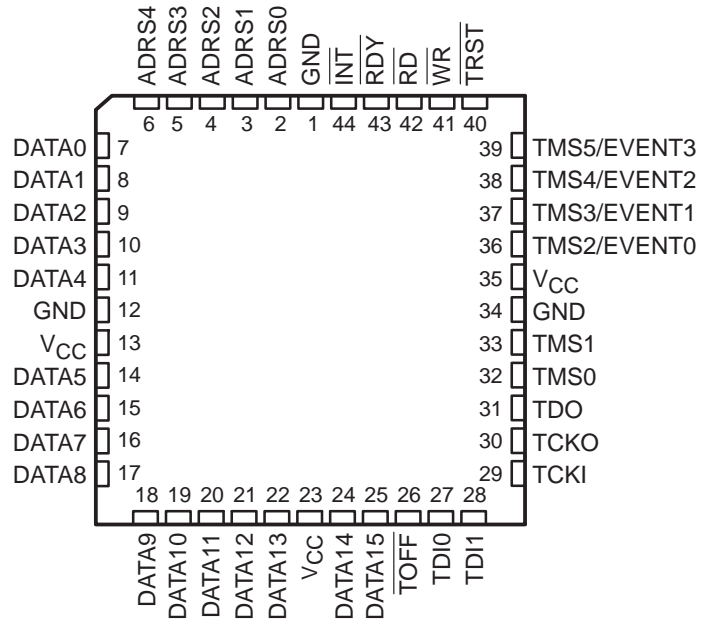 ADRS4
ADRS3
ADRS2
ADRS1
ADRS0
GND
INT
RDY
RD
WR
TRST
6 5 4 3 2 1 44 43 42 41 40
DATA0 7 39 TMS5/EVENT3
DATA1 8 38 TMS4/EVENT2
DATA2 9 37 TMS3/EVENT1
DATA3 10 36 TMS2/EVENT0
DATA4 11 35 VCC
GND 12 34 GND
VCC 13 33 TMS1
DATA5 14 32 TMS0
DATA6 15 31 TDO
DATA7 16 30 TCKO
DATA8 17 29 TCKI
18 19 20 21 22 23 24 25 26 27 28
DATA9
DATA10
DATA11
DATA12
DATA13
VCC
DATA14
DATA15
TOFF
TDI0
TDI1